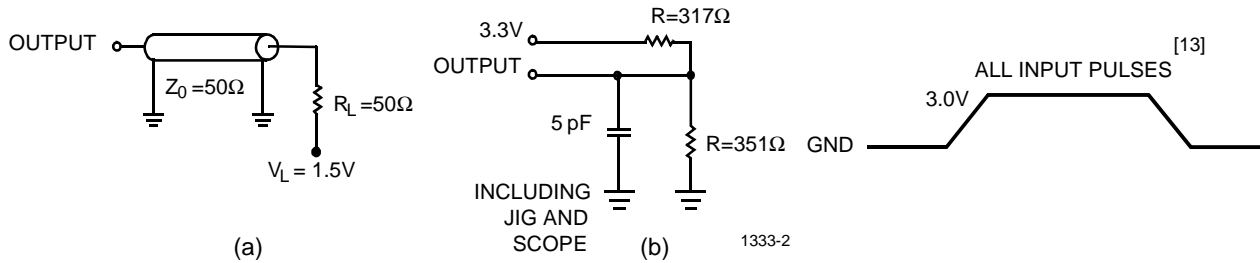 OUTPUT
Z0 =50Ω
RL =50Ω
VL = 1.5V
(a)
R=317Ω
3.3V
OUTPUT
5 pF
R=351Ω
INCLUDING
JIG AND
SCOPE
(b)
1333-2
[13]
ALL INPUT PULSES
3.0V
GND